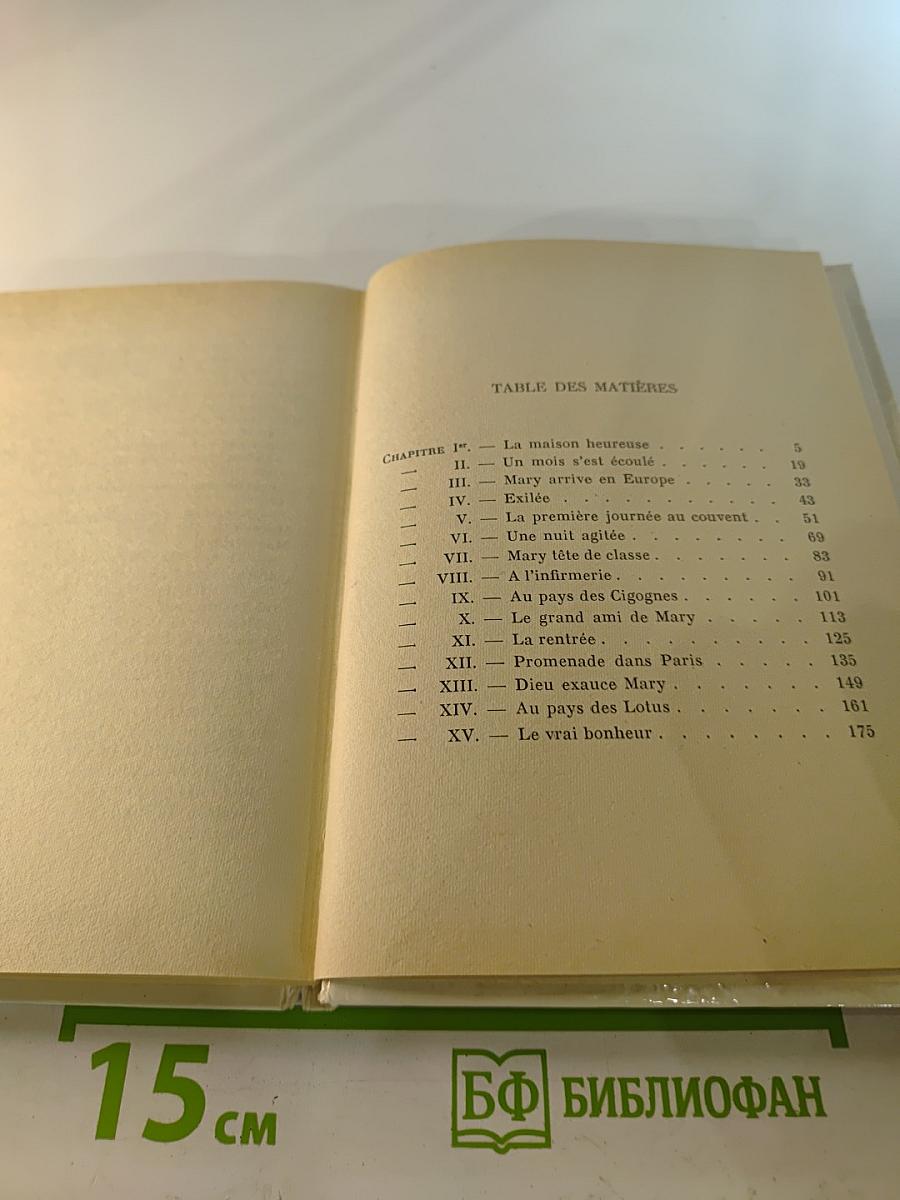 TABLE DES MATIÈRES
CHAPITRE Ier. — La maison heureuse . . . . . . 5
— II. — Un mois s'est écoulé . . . . . . 19
— III. — Mary arrive en Europe . . . . . 33
— IV. — Exilée . . . . . . . . . . 43
— V. — La première journée au couvent . . 51
— VI. — Une nuit agitée . . . . . . . . 69
— VII. — Mary tête de classe . . . . . . . 83
— VIII. — A l'infirmerie . . . . . . . . . 91
— IX. — Au pays des Cigognes . . . . . . 101
— X. — Le grand ami de Mary . . . . . 113
— XI. — La rentrée . . . . . . . . . . 125
— XII. — Promenade dans Paris . . . . . 135
— XIII. — Dieu exauce Mary . . . . . . . 149
— XIV. — Au pays des Lotus . . . . . . . 161
— XV. — Le vrai bonheur . . . . . . . . 175
15 см
БФ БИБЛИОФАН